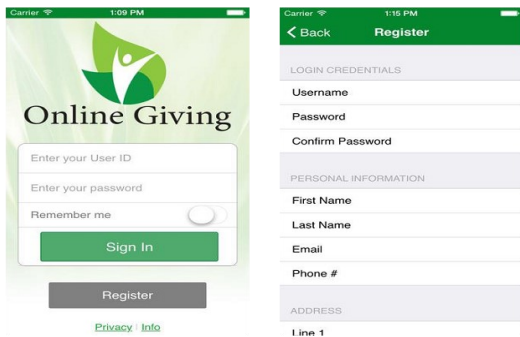 Carrier 1:09 PM
Online Giving
Enter your User ID
Enter your password
Remember me
Sign In
Register
Privacy | Info
Carrier 1:15 PM
Back Register
LOGIN CREDENTIALS
Username
Password
Confirm Password
PERSONAL INFORMATION
First Name
Last Name
Email
Phone #
ADDRESS
Line 1